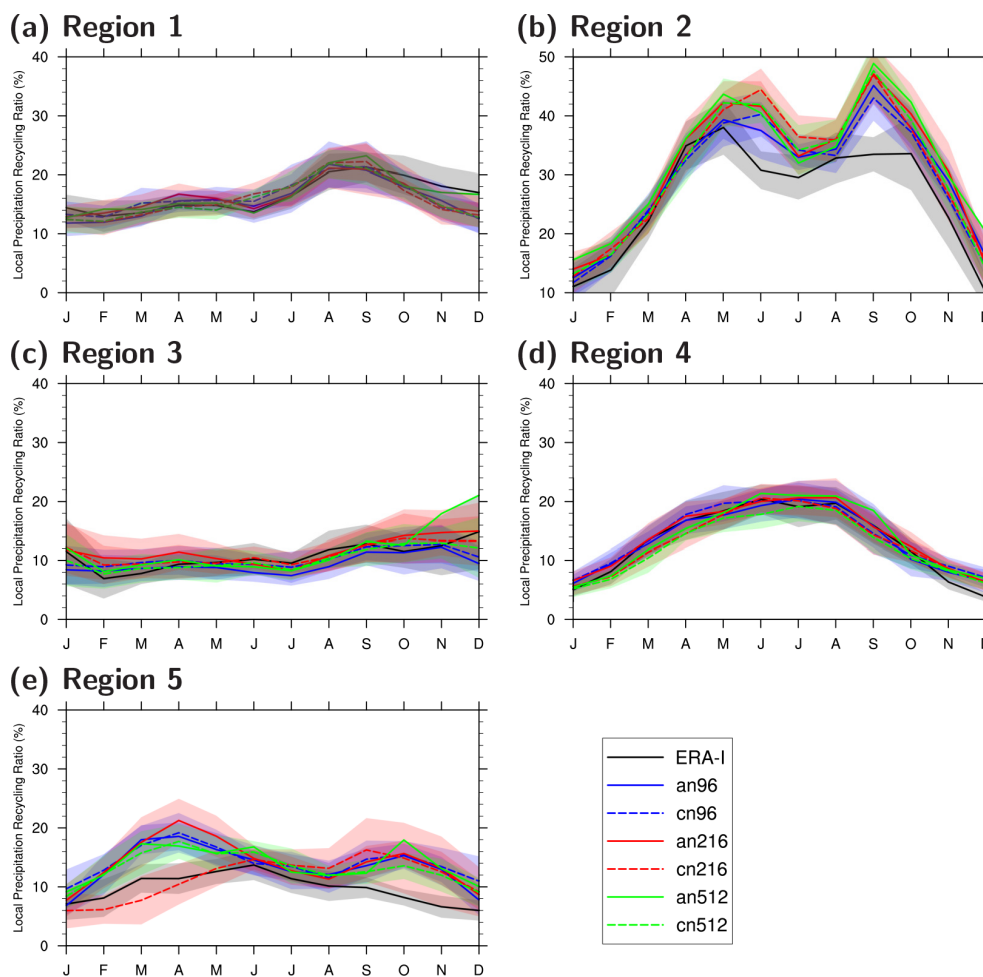 (a) Region 1
Local Precipitation Recycling Ratio (%)
40
30
20
10
0
J F M A M J J A S O N D
(b) Region 2
Local Precipitation Recycling Ratio (%)
50
40
30
20
10
J F M A M J J A S O N D
(c) Region 3
Local Precipitation Recycling Ratio (%)
40
30
20
10
0
J F M A M J J A S O N D
(d) Region 4
Local Precipitation Recycling Ratio (%)
40
30
20
10
0
J F M A M J J A S O N D
(e) Region 5
Local Precipitation Recycling Ratio (%)
40
30
20
10
0
J F M A M J J A S O N D
ERA-I
an96
cn96
an216
cn216
an512
cn512